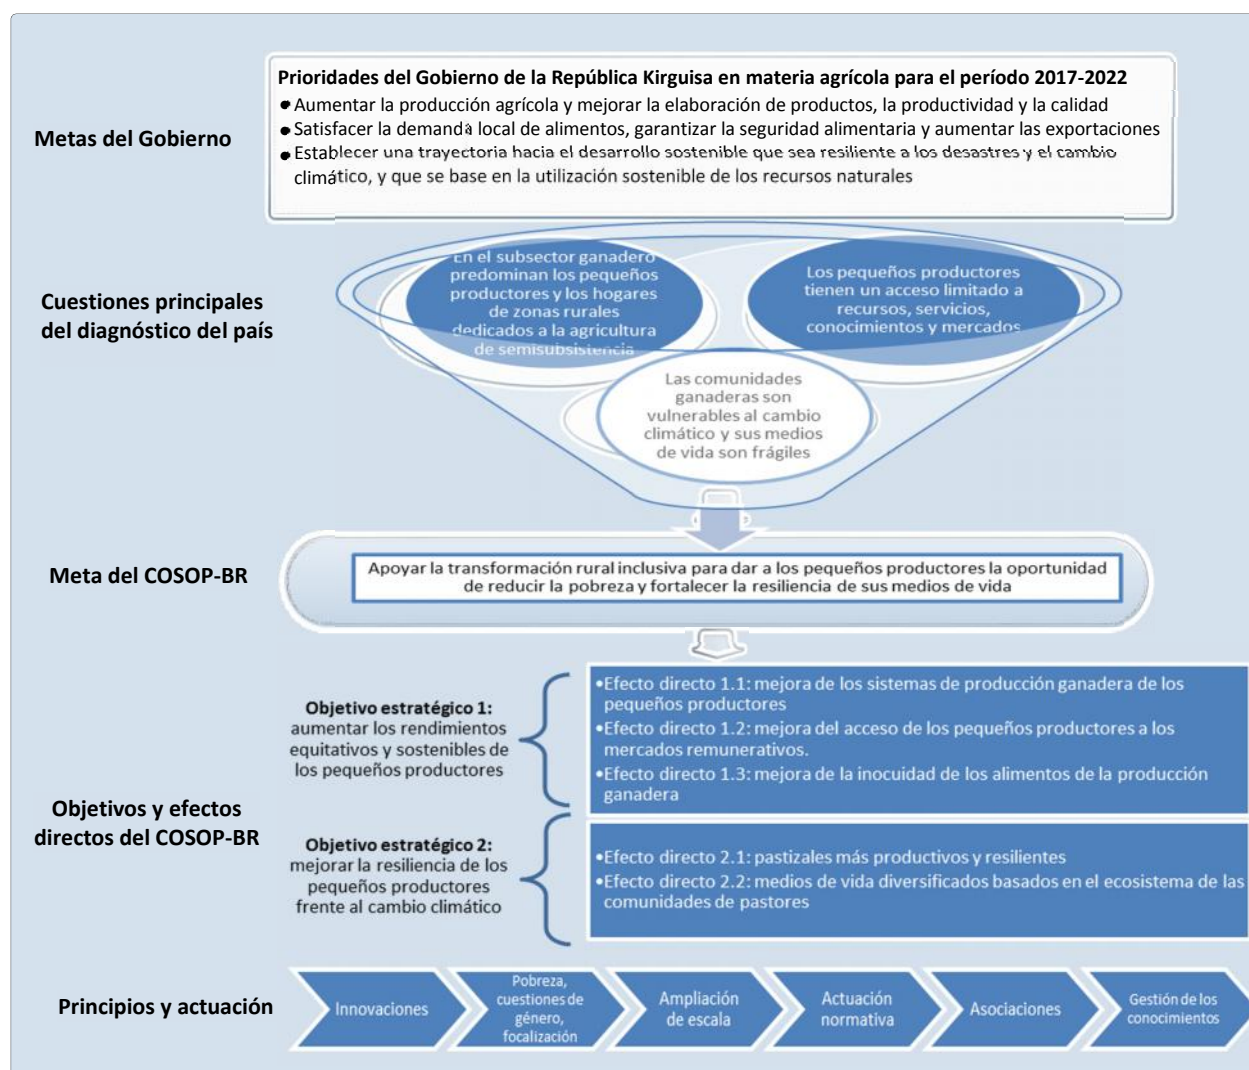 Prioridades del Gobierno de la República Kirguisa en materia agrícola para el período 2017-2022
• Aumentar la producción agrícola y mejorar la elaboración de productos, la productividad y la calidad
• Satisfacer la demanda local de alimentos, garantizar la seguridad alimentaria y aumentar las exportaciones
• Establecer una trayectoria hacia el desarrollo sostenible que sea resiliente a los desastres y el cambio
climático, y que se base en la utilización sostenible de los recursos naturales
Metas del Gobierno
Cuestiones principales
del diagnóstico del país
En el subsector ganadero
predominan los pequeños
productores y los hogares
de zonas rurales
dedicados a la agricultura
de semisubsistencia
Los pequeños productores
tienen un acceso limitado a
recursos, servicios,
conocimientos y mercados
Las comunidades
ganaderas son
vulnerables al cambio
climático y sus medios
de vida son frágiles
Meta del COSOP-BR
Apoyar la transformación rural inclusiva para dar a los pequeños productores la oportunidad
de reducir la pobreza y fortalecer la resiliencia de sus medios de vida
Objetivos y efectos
directos del COSOP-BR
Objetivo estratégico 1:
aumentar los rendimientos
equitativos y sostenibles de
los pequeños productores
•Efecto directo 1.1: mejora de los sistemas de producción ganadera de los
pequeños productores
•Efecto directo 1.2: mejora del acceso de los pequeños productores a los
mercados remunerativos.
•Efecto directo 1.3: mejora de la inocuidad de los alimentos de la producción
ganadera
Objetivo estratégico 2:
mejorar la resiliencia de los
pequeños productores
frente al cambio climático
•Efecto directo 2.1: pastizales más productivos y resilientes
•Efecto directo 2.2: medios de vida diversificados basados en el ecosistema de las
comunidades de pastores
Principios y actuación
Innovaciones
Pobreza,
cuestiones de
género,
focalización
Ampliación
de escala
Actuación
normativa
Asociaciones
Gestión de los
conocimientos